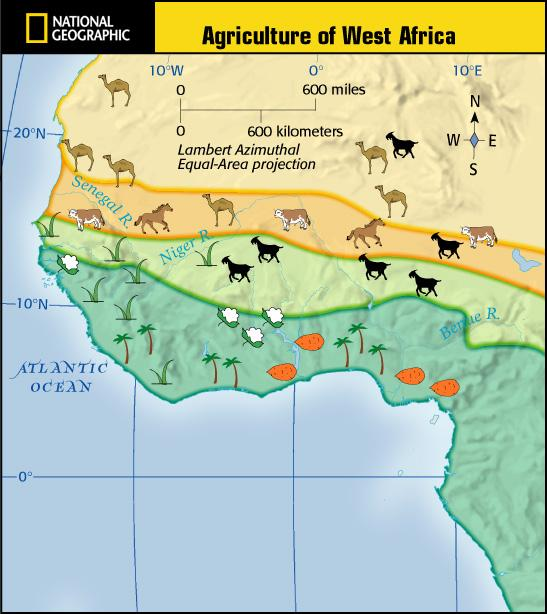 NATIONAL
GEOGRAPHIC
Agriculture of West Africa
10°W
0°
10°E
0
600 miles
0
600 kilometers
Lambert Azimuthal
Equal-Area projection
N
W
E
S
20°N
Senegal R.
Niger R.
10°N
Benue R.
ATLANTIC
OCEAN
0°